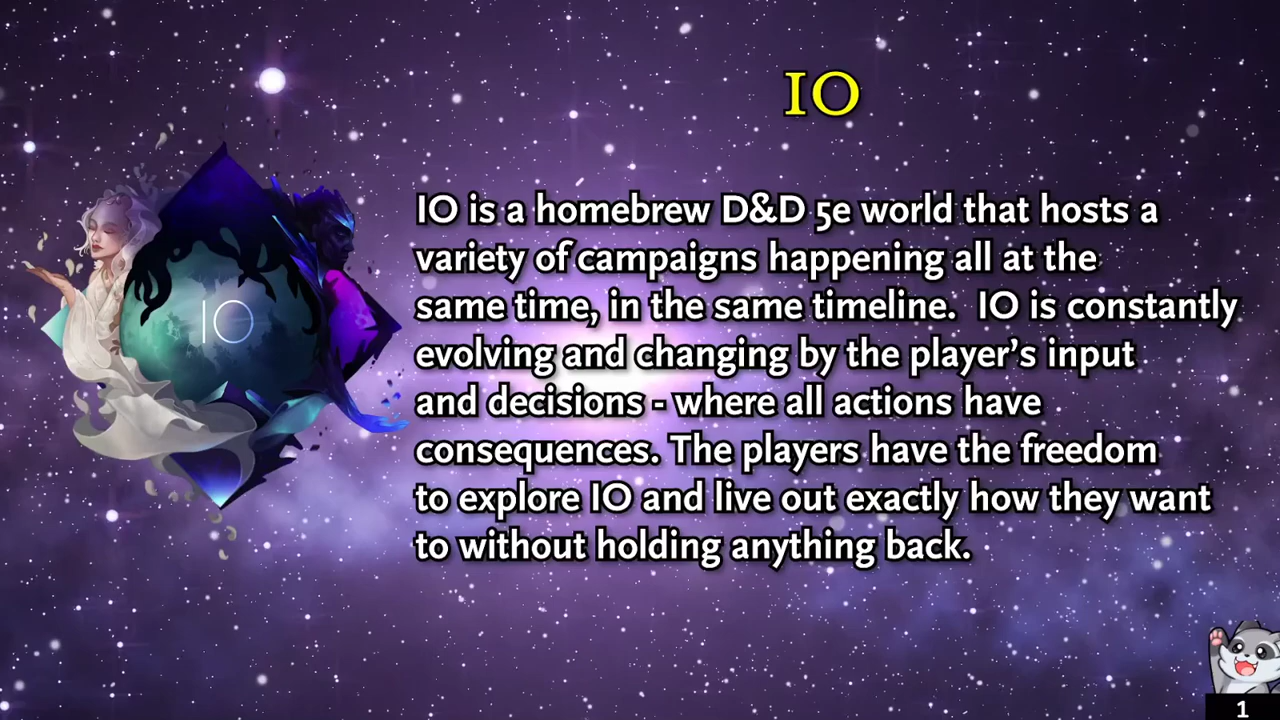 IO
IO
IO is a homebrew D&D 5e world that hosts a
variety of campaigns happening all at the
same time, in the same timeline.  IO is constantly
evolving and changing by the player’s input
and decisions - where all actions have
consequences. The players have the freedom
to explore IO and live out exactly how they want
to without holding anything back.
1